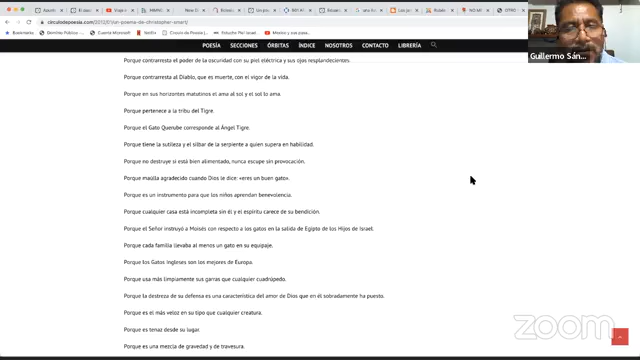 circulodepoesia.com/2012/01/un-poema-de-christopher-smart/
POESÍA SECCIONES ÓRBITAS ÍNDICE NOSOTROS CONTACTO LIBRERÍA
Guillermo Sán...
Porque contrarresta el poder de la oscuridad con su piel eléctrica y sus ojos resplandecientes.
Porque contrarresta al Diablo, que es muerte, con el vigor de la vida.
Porque en sus horizontes matutinos el ama al sol y el sol lo ama.
Porque pertenece a la tribu del Tigre.
Porque el Gato Querube corresponde al Ángel Tigre.
Porque tiene la sutileza y el silbar de la serpiente a quien supera en habilidad.
Porque no destruye si está bien alimentado, nunca escupe sin provocación.
Porque maúlla agradecido cuando Dios le dice: «eres un buen gato».
Porque es un instrumento para que los niños aprendan benevolencia.
Porque cualquier casa está incompleta sin él y el espíritu carece de su bendición.
Porque el Señor instruyó a Moisés con respecto a los gatos en la salida de Egipto de los Hijos de Israel.
Porque cada familia llevaba al menos un gato en su equipaje.
Porque los Gatos Ingleses son los mejores de Europa.
Porque usa más limpiamente sus garras que cualquier cuadrúpedo.
Porque la destreza de su defensa es una característica del amor de Dios que en él sobradamente ha puesto.
Porque es el más veloz en su tipo que cualquier creatura.
Porque es tenaz desde su lugar.
Porque es una mezcla de gravedad y de travesura.
zoom